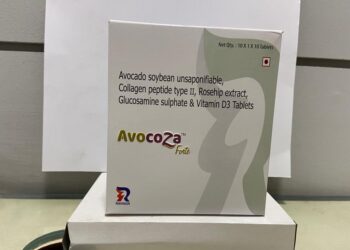 Net Qty. : 10 X 1 X 10 Tablets
Avocado soybean unsaponifiable,
Collagen peptide type II, Rosehip extract,
Glucosamine sulphate & Vitamin D3 Tablets
Avocoza™
Forte